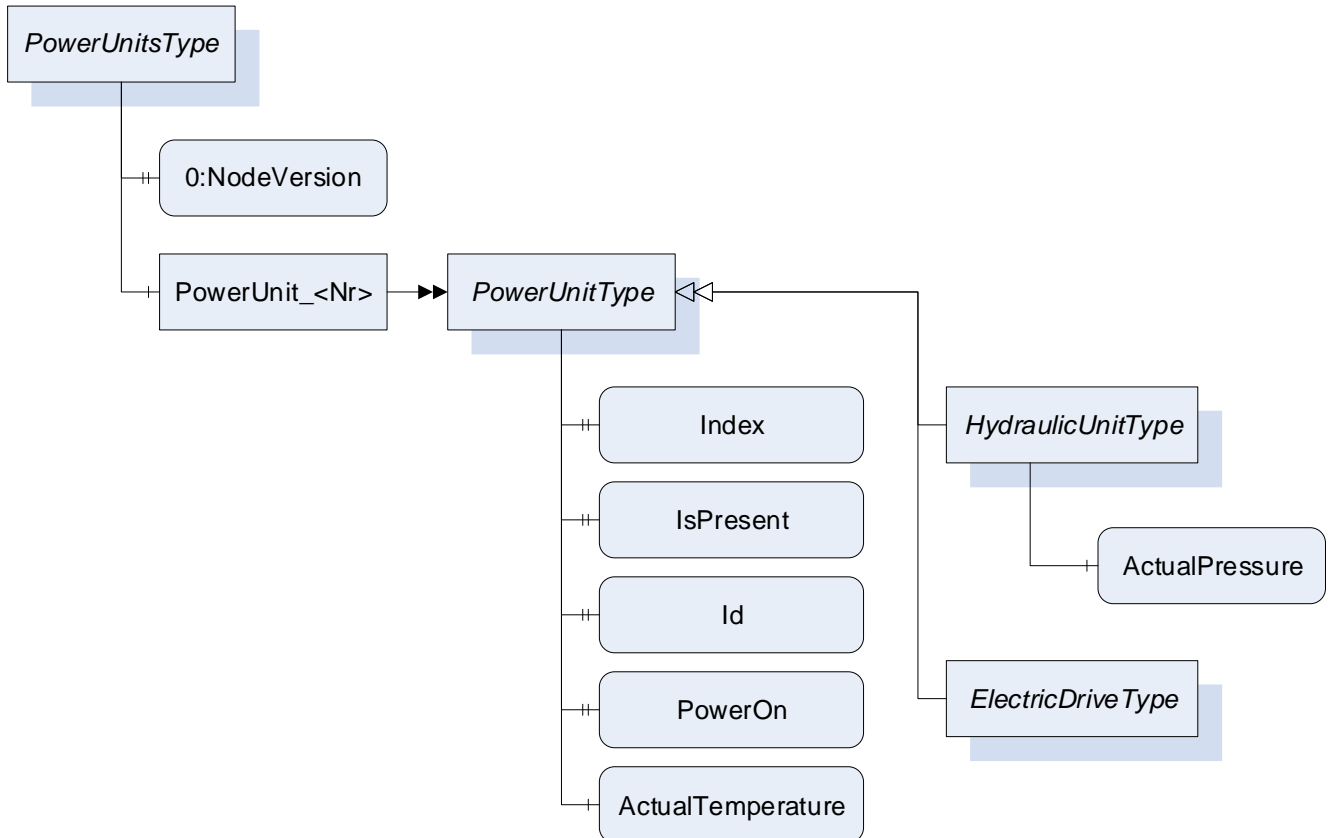 PowerUnitsType
0:NodeVersion
PowerUnit_<Nr>
PowerUnitType
Index
IsPresent
Id
PowerOn
ActualTemperature
HydraulicUnitType
ActualPressure
ElectricDriveType